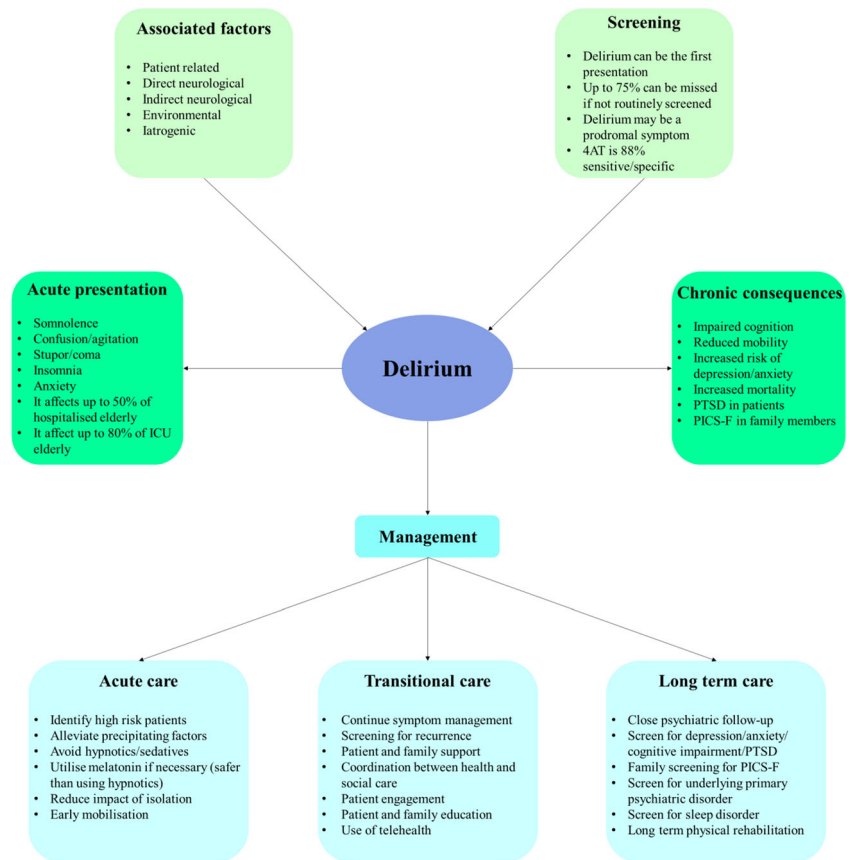 Associated factors
• Patient related
• Direct neurological
• Indirect neurological
• Environmental
• Iatrogenic
Screening
• Delirium can be the first
presentation
• Up to 75% can be missed
if not routinely screened
• Delirium may be a
prodromal symptom
• 4AT is 88%
sensitive/specific
Acute presentation
• Somnolence
• Confusion/agitation
• Stupor/coma
• Insomnia
• Anxiety
• It affects up to 50% of
hospitalised elderly
• It affect up to 80% of ICU
elderly
Delirium
Chronic consequences
• Impaired cognition
• Reduced mobility
• Increased risk of
depression/anxiety
• Increased mortality
• PTSD in patients
• PICS-F in family members
Management
Acute care
• Identify high risk patients
• Alleviate precipitating factors
• Avoid hypnotics/sedatives
• Utilise melatonin if necessary (safer
than using hypnotics)
• Reduce impact of isolation
• Early mobilisation
Transitional care
• Continue symptom management
• Screening for recurrence
• Patient and family support
• Coordination between health and
social care
• Patient engagement
• Patient and family education
• Use of telehealth
Long term care
• Close psychiatric follow-up
• Screen for depression/anxiety/
cognitive impairment/PTSD
• Family screening for PICS-F
• Screen for underlying primary
psychiatric disorder
• Screen for sleep disorder
• Long term physical rehabilitation